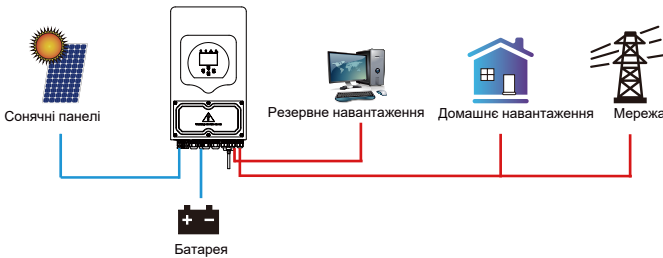 Сонячні панелі
Резервне навантаження
Домашнє навантаження
Мережа
Батарея